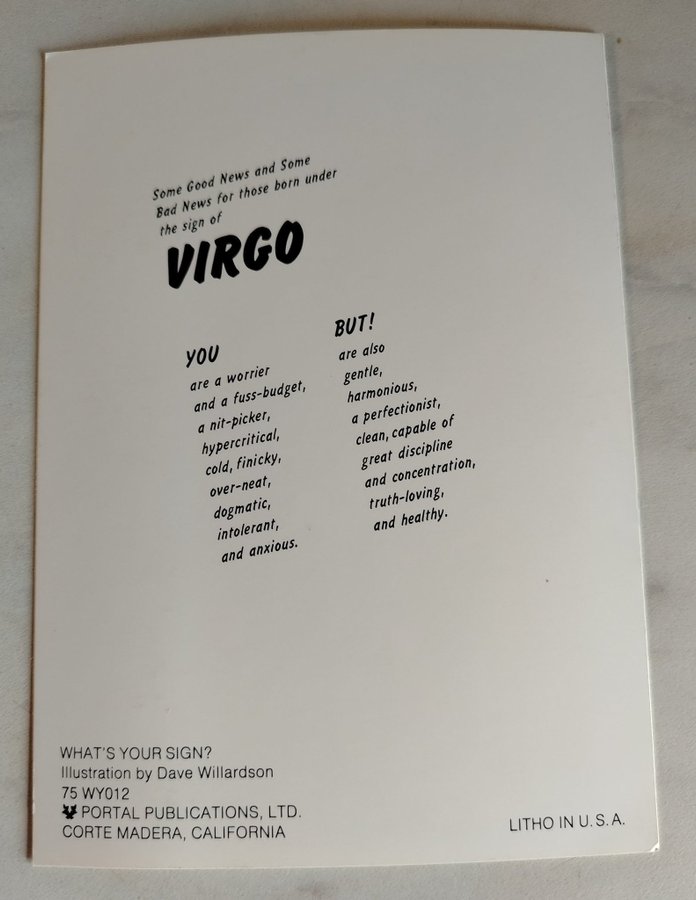 Some Good News and Some
Bad News for those born under
the sign of
VIRGO
YOU
are a worrier
and a fuss-budget,
a nit-picker,
hypercritical,
cold, finicky,
over-neat,
dogmatic,
intolerant,
and anxious.
BUT!
are also
gentle,
harmonious,
a perfectionist,
clean, capable of
great discipline
and concentration,
truth-loving,
and healthy.
WHAT'S YOUR SIGN?
Illustration by Dave Willardson
75 WY012
PORTAL PUBLICATIONS, LTD.
CORTE MADERA, CALIFORNIA
LITHO IN U. S. A.